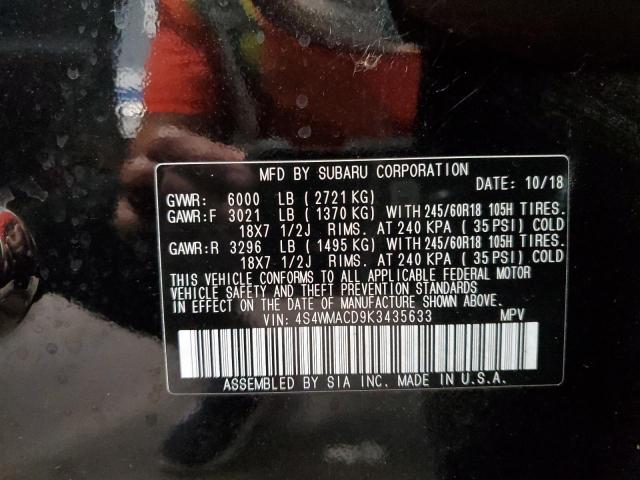 MFD BY SUBARU CORPORATION
DATE: 10/18
GVWR: 6000 LB ( 2721 KG)
GAWR:F 3021 LB ( 1370 KG) WITH 245/60R18 105H TIRES.
18X7 1/2J RIMS. AT 240 KPA ( 35 PSI) COLD
GAWR:R 3296 LB ( 1495 KG) WITH 245/60R18 105H TIRES.
18X7 1/2J RIMS. AT 240 KPA ( 35 PSI) COLD
THIS VEHICLE CONFORMS TO ALL APPLICABLE FEDERAL MOTOR
VEHICLE SAFETY AND THEFT PREVENTION STANDARDS
IN EFFECT ON THE DATE OF MANUFACTURE SHOWN ABOVE.
VIN: 4S4WMACD9K3435633 MPV
ASSEMBLED BY SIA INC. MADE IN U.S.A.